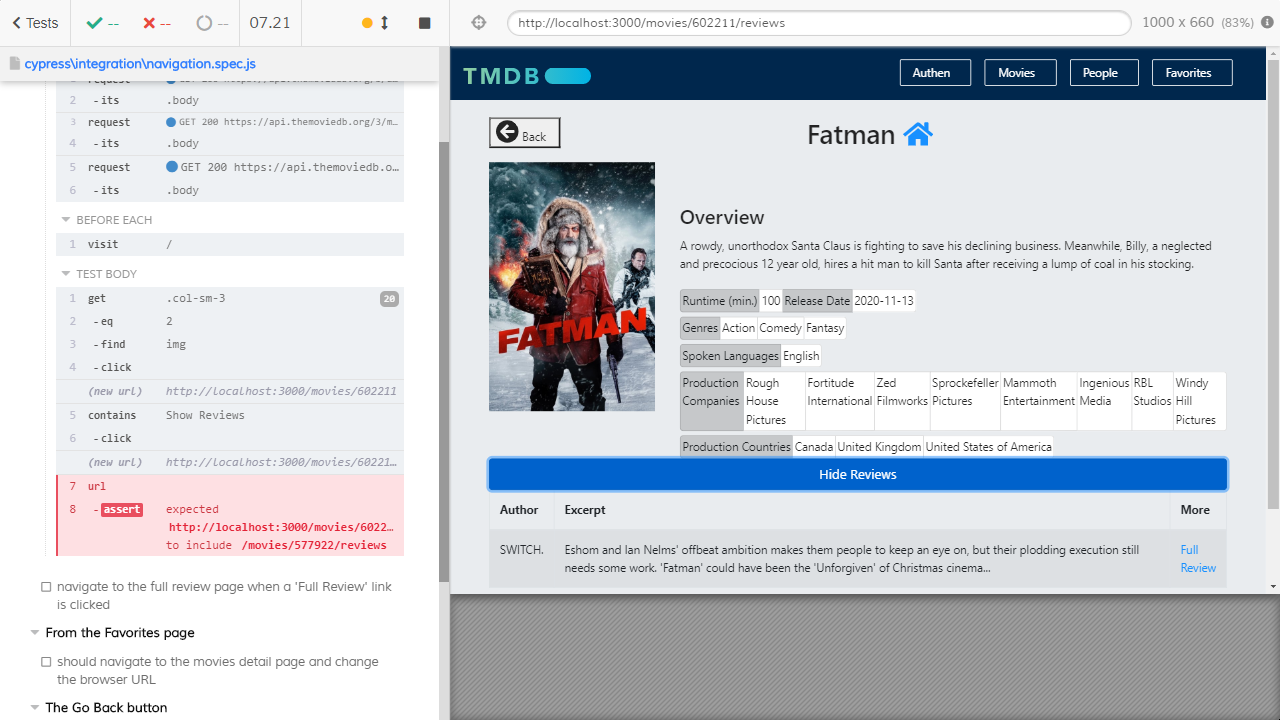 Tests
--
--
--
07.21
http://localhost:3000/movies/602211/reviews
1000 x 660 (83%)
cypress\integration\navigation.spec.js
2 - its .body
3 request GET 200 https://api.themoviedb.org/3/m...
4 - its .body
5 request GET 200 https://api.themoviedb.o...
6 - its .body
BEFORE EACH
1 visit /
TEST BODY
1 get .col-sm-3 20
2 - eq 2
3 - find img
4 - click
(new url) http://localhost:3000/movies/602211
5 contains Show Reviews
6 - click
(new url) http://localhost:3000/movies/60221...
7 url
8 - assert expected
http://localhost:3000/movies/6022...
to include /movies/577922/reviews
navigate to the full review page when a 'Full Review' link
is clicked
From the Favorites page
should navigate to the movies detail page and change
the browser URL
The Go Back button
TMDB
Authen
Movies
People
Favorites
Back
Fatman
FATMAN
Overview
A rowdy, unorthodox Santa Claus is fighting to save his declining business. Meanwhile, Billy, a neglected
and precocious 12 year old, hires a hit man to kill Santa after receiving a lump of coal in his stocking.
Runtime (min.) 100 Release Date 2020-11-13
Genres Action Comedy Fantasy
Spoken Languages English
Production Companies Rough House Pictures Fortitude International Zed Filmworks Sprockefeller Pictures Mammoth Entertainment Ingenious Media RBL Studios Windy Hill Pictures
Production Countries Canada United Kingdom United States of America
Hide Reviews
Author Excerpt More
SWITCH. Eshom and Ian Nelms' offbeat ambition makes them people to keep an eye on, but their plodding execution still Full
needs some work. 'Fatman' could have been the 'Unforgiven' of Christmas cinema... Review